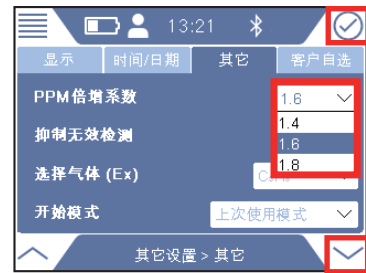 13:21
显示 时间/日期 其它 客户自选
PPM倍增系数 1.6
1.4
1.6
1.8
抑制无效检测
选择气体 (Ex)
开始模式 上次使用模式
其它设置 > 其它